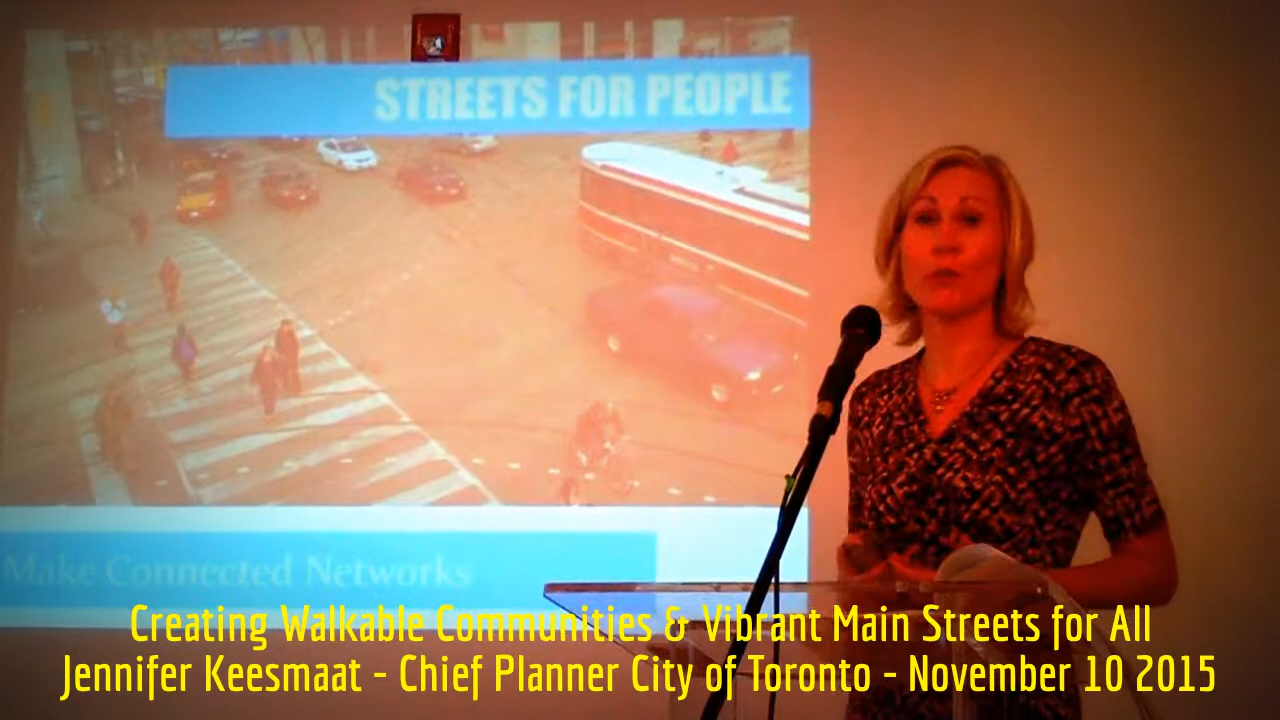 STREETS FOR PEOPLE
Make Connected Networks
Creating Walkable Communities & Vibrant Main Streets for All
Jennifer Keesmaat - Chief Planner City of Toronto - November 10 2015